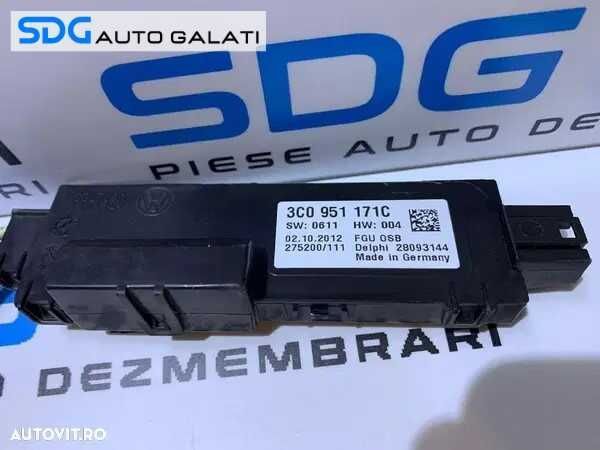 SDG AUTO GALATI
SDG
PIESE AUTO DE
3C0 951 171C
SW: 0611 HW: 004
02.10.2012 FGU OSB
275200/111 Delphi 28093144
Made in Germany
DEZMEMBRARI
AUTOVIT.RO